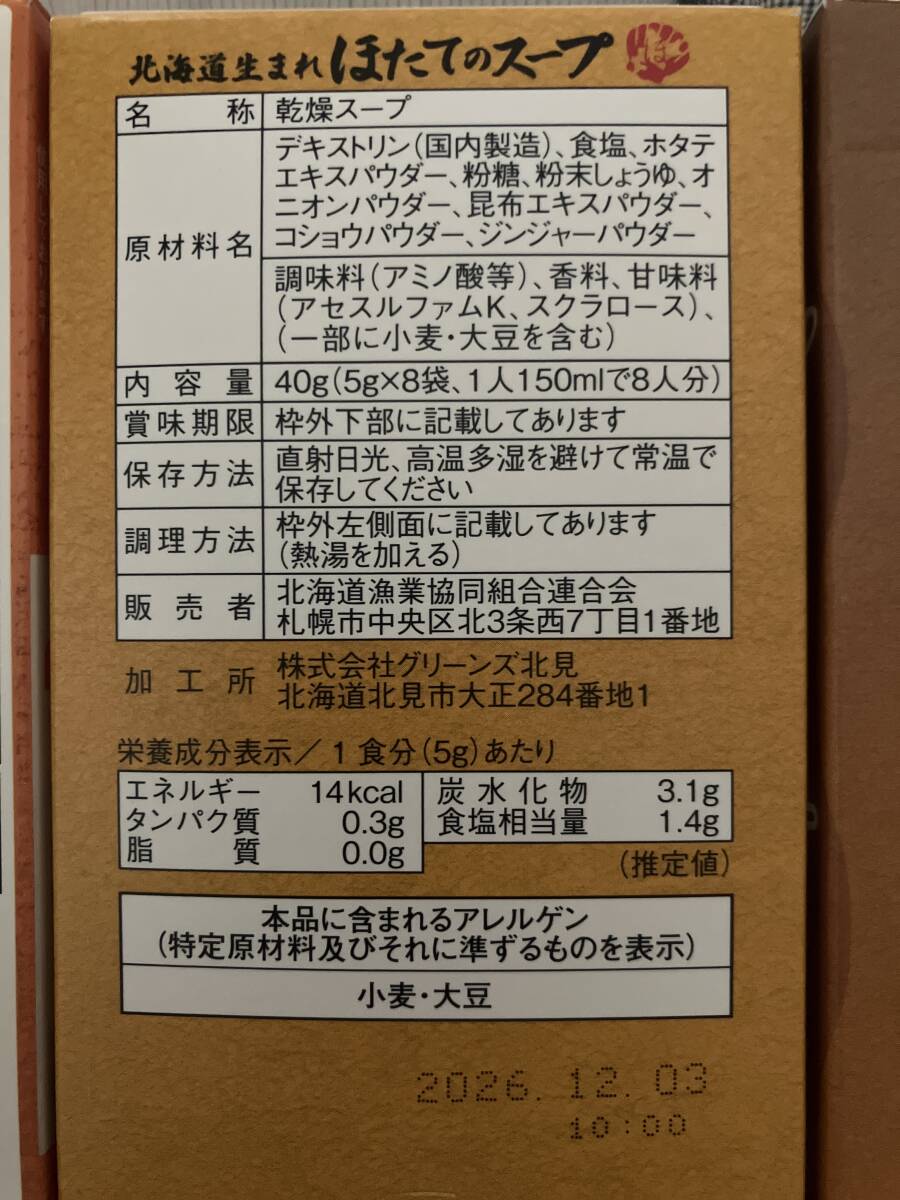 北海道生まれ ほたてのスープ ほ
名称 乾燥スープ
原材料名
デキストリン(国内製造)、食塩、ホタテ
エキスパウダー、粉糖、粉末しょうゆ、オ
ニオンパウダー、昆布エキスパウダー、
コショウパウダー、ジンジャーパウダー
調味料(アミノ酸等)、香料、甘味料
(アセスルファムK、スクラロース)、
(一部に小麦・大豆を含む)
内容量 40g(5g×8袋、1人150mlで8人分)
賞味期限 枠外下部に記載してあります
保存方法 直射日光、高温多湿を避けて常温で
保存してください
調理方法 枠外左側面に記載してあります
(熱湯を加える)
販売者 北海道漁業協同組合連合会
札幌市中央区北3条西7丁目1番地
加工所 株式会社グリーンズ北見
北海道北見市大正284番地1
栄養成分表示/1食分(5g)あたり
エネルギー 14kcal
タンパク質 0.3g
脂質 0.0g
炭水化物 3.1g
食塩相当量 1.4g
(推定値)
本品に含まれるアレルゲン
(特定原材料及びそれに準ずるものを表示)
小麦・大豆
2026.12.03
10:00